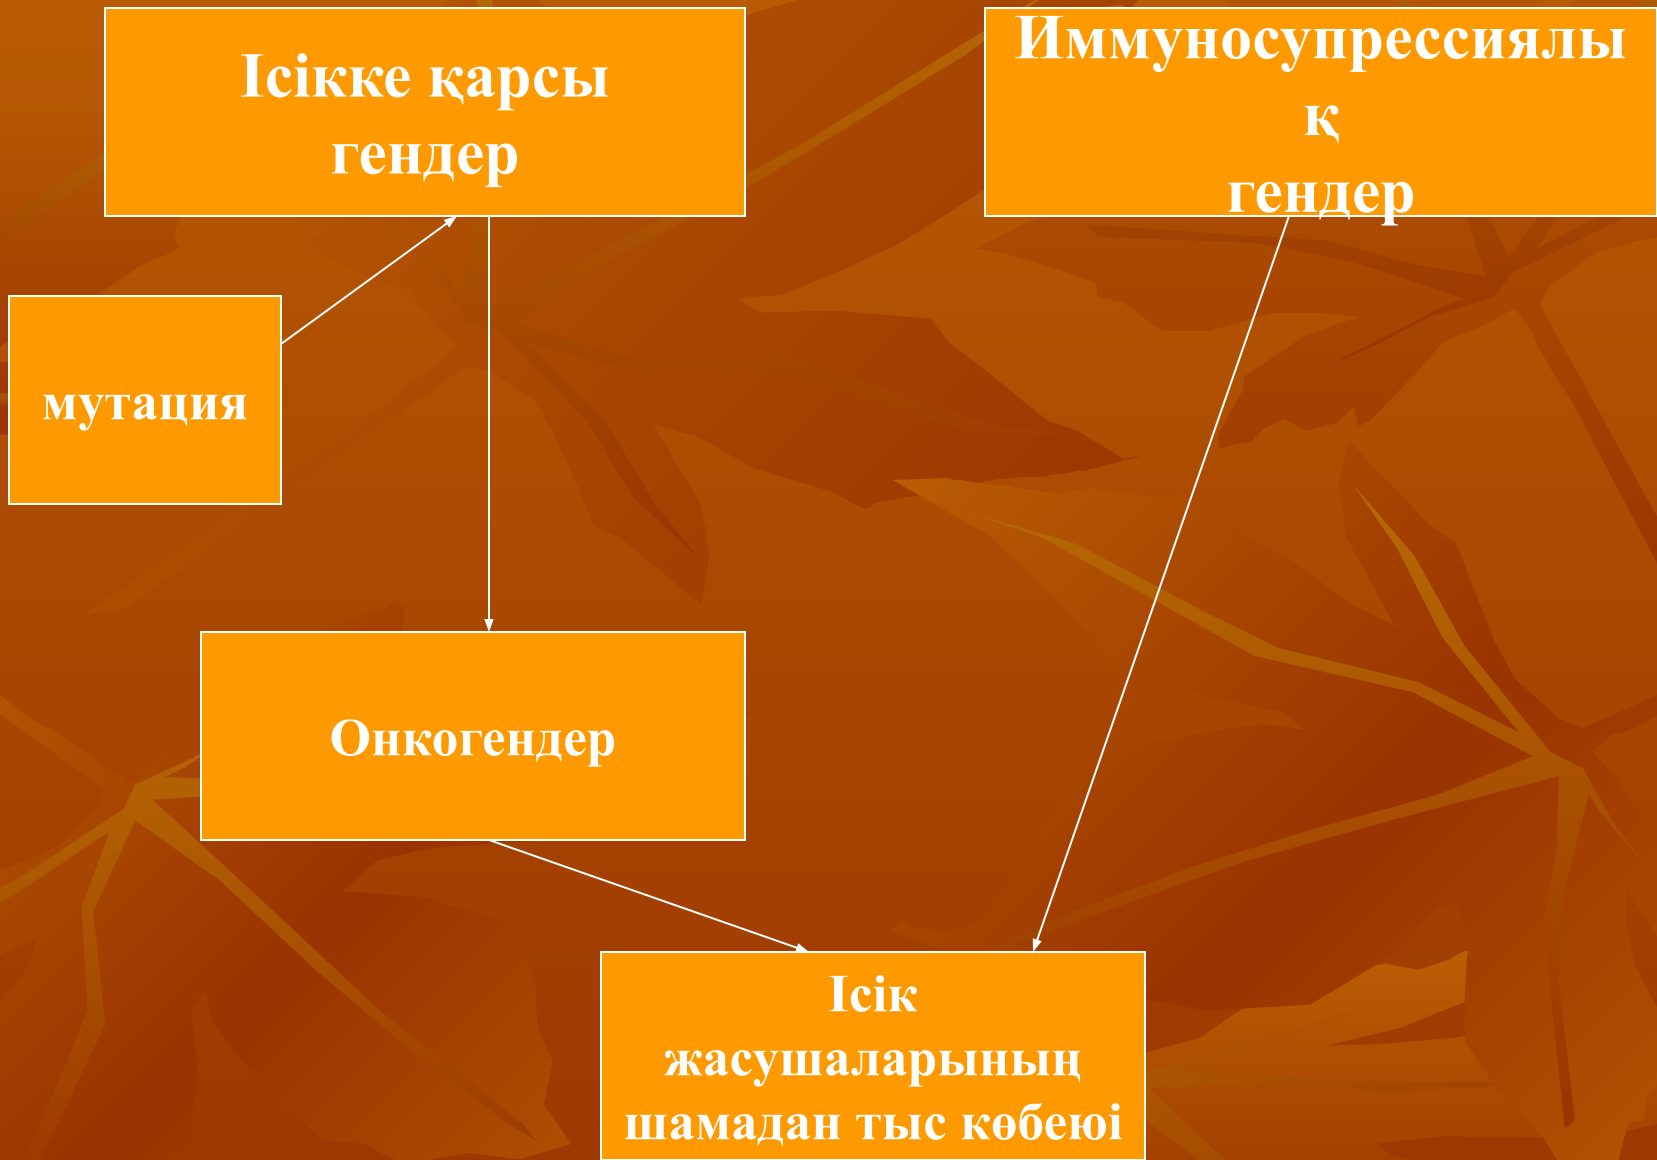 Ісікке қарсы
гендер
Иммуносупрессиялы
қ
гендер
мутация
Онкогендер
Ісік
жасушаларының
шамадан тыс көбеюі